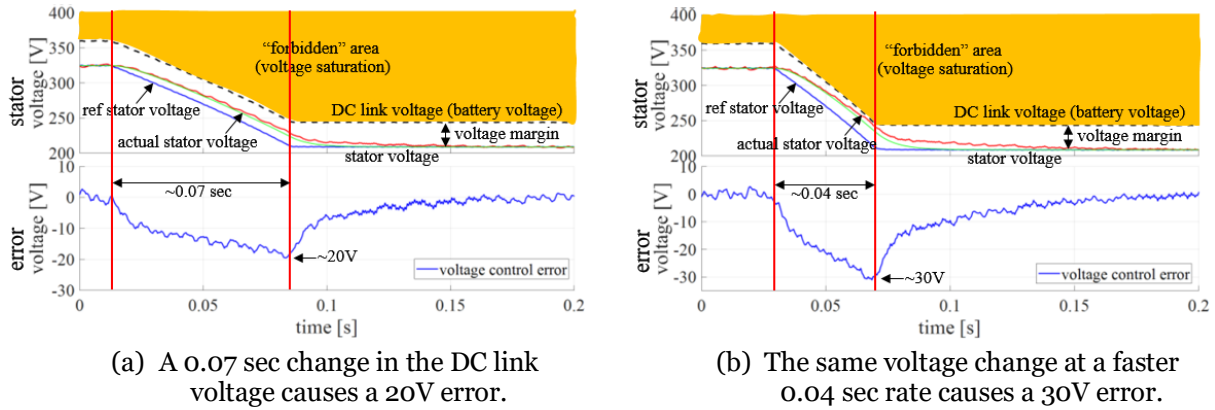 400
350
300
250
200
stator
voltage [V]
"forbidden" area
(voltage saturation)
ref stator voltage
DC link voltage (battery voltage)
voltage margin
actual stator voltage
stator voltage
10
0
-10
-20
-30
error
voltage [V]
~0.07 sec
~20V
voltage control error
0
0.05
0.1
0.15
0.2
time [s]
(a) A 0.07 sec change in the DC link
voltage causes a 20V error.
400
350
300
250
200
stator
voltage [V]
"forbidden" area
(voltage saturation)
ref stator voltage
DC link voltage (battery voltage)
voltage margin
actual stator voltage
stator voltage
10
0
-10
-20
-30
error
voltage [V]
~0.04 sec
~30V
voltage control error
0
0.05
0.1
0.15
0.2
time [s]
(b) The same voltage change at a faster
0.04 sec rate causes a 30V error.